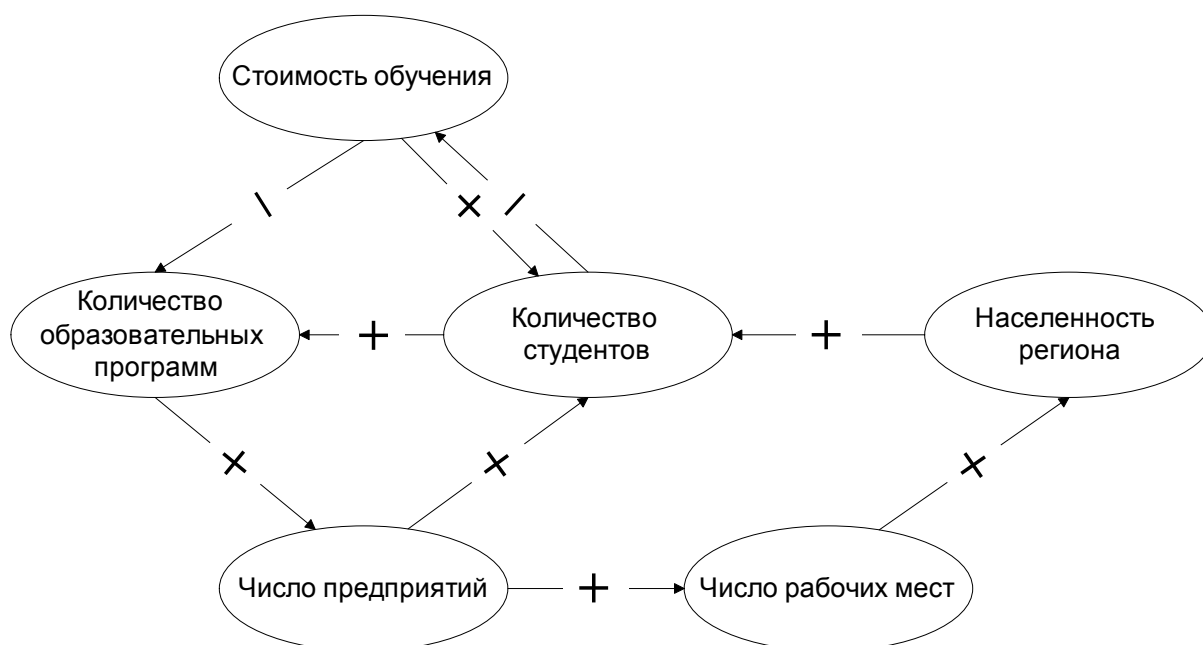 Стоимость обучения
Количество
образовательных
программ
Количество
студентов
Населенность
региона
Число предприятий
Число рабочих мест